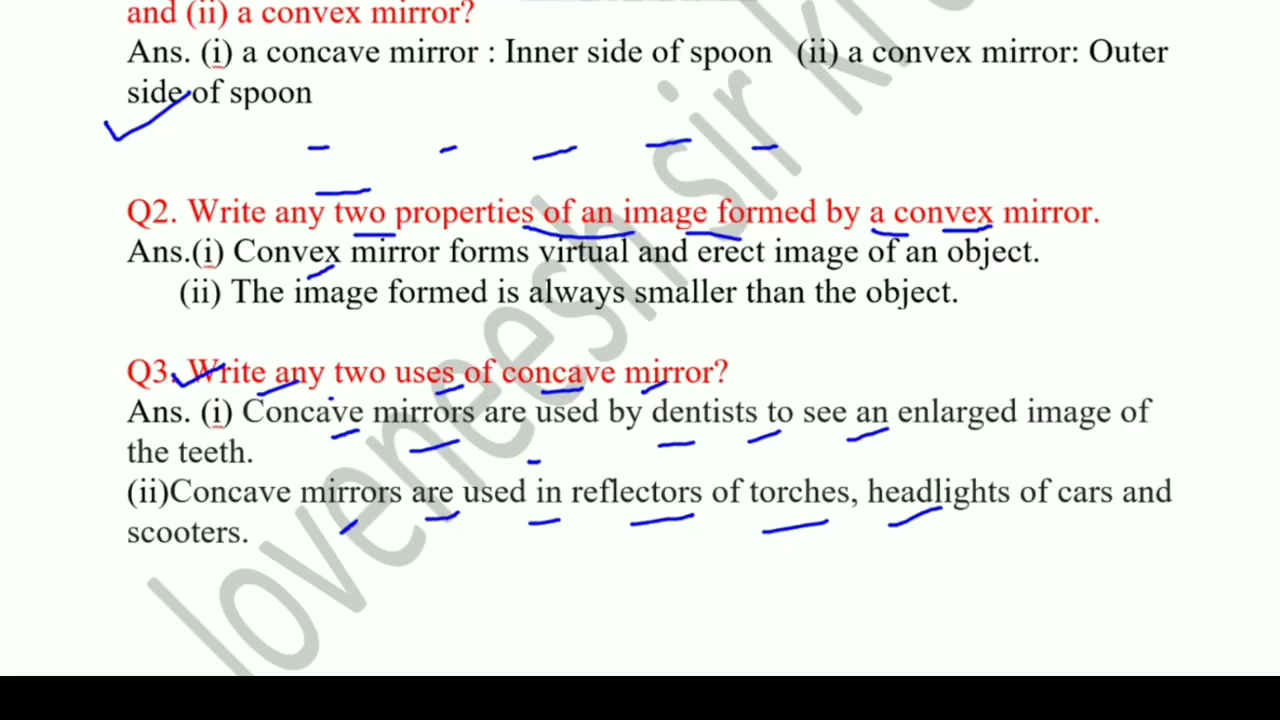 and (ii) a convex mirror?
Ans. (i) a concave mirror : Inner side of spoon (ii) a convex mirror: Outer
side of spoon
Q2. Write any two properties of an image formed by a convex mirror.
Ans.(i) Convex mirror forms virtual and erect image of an object.
(ii) The image formed is always smaller than the object.
Q3. Write any two uses of concave mirror?
Ans. (i) Concave mirrors are used by dentists to see an enlarged image of
the teeth.
(ii)Concave mirrors are used in reflectors of torches, headlights of cars and
scooters.
loveneesh sir